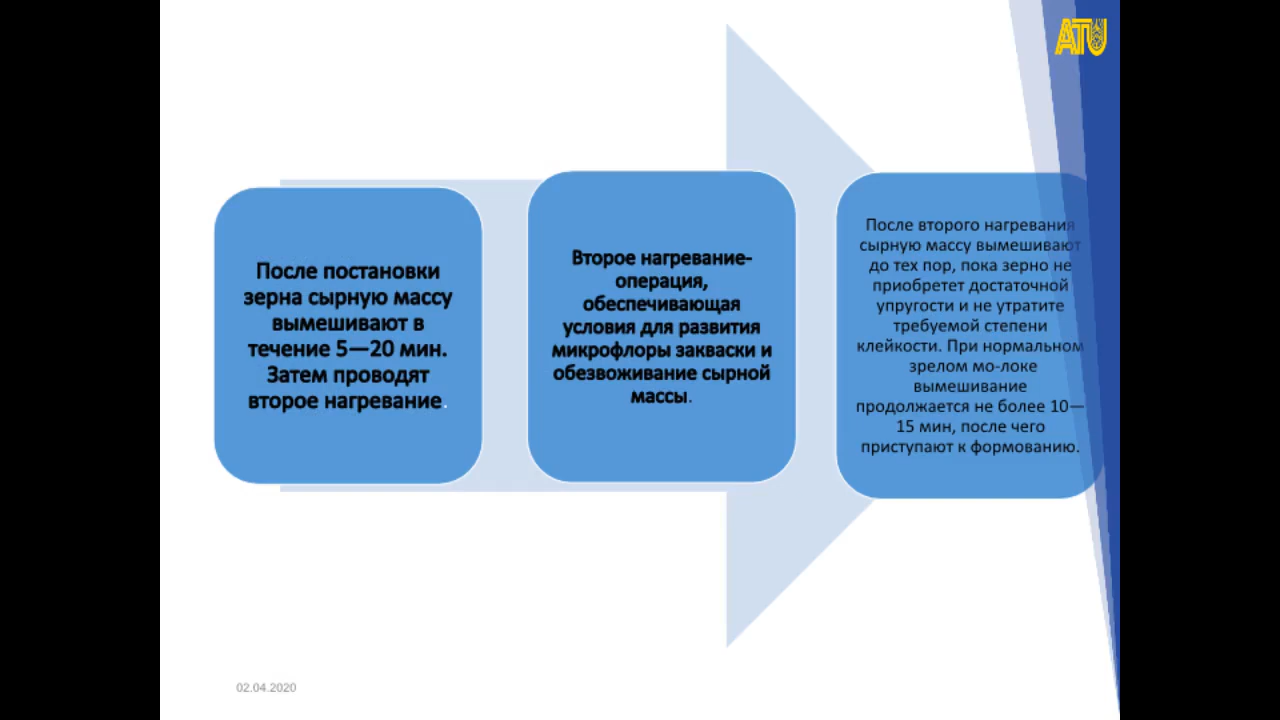 ATU
После постановки
зерна сырную массу
вымешивают в
течение 5—20 мин.
Затем проводят
второе нагревание.
Второе нагревание-
операция,
обеспечивающая
условия для развития
микрофлоры закваски и
обезвоживание сырной
массы.
После второго нагревания
сырную массу вымешивают
до тех пор, пока зерно не
приобретет достаточной
упругости и не утратите
требуемой степени
клейкости. При нормальном
зрелом мо-локе
вымешивание
продолжается не более 10—
15 мин, после чего
приступают к формованию.
02.04.2020